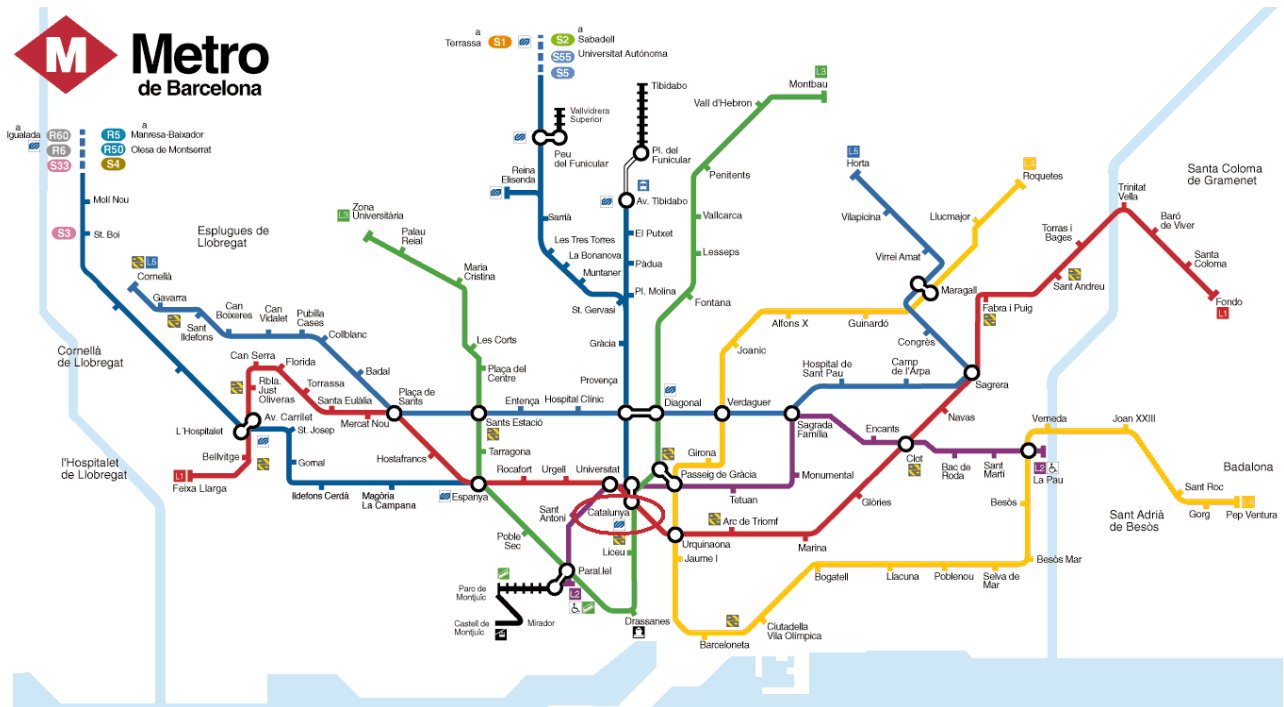 M
Metro
de Barcelona
a
Terrassa S1
a
S2 Sabadell
S55 Universitat Autónoma
S5
a
Igualada R60
R6
S33
a
R5 Manresa-Baixador
R50 Olesa de Montserrat
S4
Molí Nou
S3 St. Boi
Esplugues de
Llobregat
L3 Zona
Universitària
Palau
Reial
Maria
Cristina
Les Corts
Plaça del
Centre
Sants Estació
Tarragona
L5
Cornellà
Gavarra
Sant
Ildefons
Can
Boixeres
Can
Vidalet
Pubilla
Cases
Collblanc
Badal
Plaça de
Sants
Cornellà
de Llobregat
Can Serra
Florida
Rbla.
Just
Oliveras
Torrassa
Santa Eulàlia
Mercat Nou
Av. Carrilet
L´Hospitalet
St. Josep
Bellvitge
Gornal
l'Hospitalet
de Llobregat
L1
Feixa Llarga
Ildefons Cerdà
Magòria
La Campana
Hostafrancs
Espanya
Vallvidrera
Superior
Peu
del Funicular
Tibidabo
Pl. del
Funicular
Reina
Elisenda
Av. Tibidabo
Sarrià
Les Tres Torres
La Bonanova
Muntaner
St. Gervasi
El Putxet
Pàdua
Pl. Molina
Gràcia
Provença
L3
Montbau
Vall d'Hebron
Penitents
Vallcarca
Lesseps
Fontana
Diagonal
Entença
Hospital Clínic
Rocafort
Urgell
Universitat
Sant
Antoni
Catalunya
Liceu
Poble
Sec
Paral.lel
L2
Parc de
Montjuïc
Castell de
Montjuïc
Mirador
Drassanes
L5
Horta
Vilapicina
Virrei Amat
L4
Roquetes
Llucmajor
Maragall
Alfons X
Guinardó
Joanic
Congrès
Hospital de
Sant Pau
Camp
de l'Arpa
Verdaguer
Sagrada
Família
Sagrera
Girona
Passeig de Gràcia
Tetuan
Monumental
Encants
Navas
Clot
Bac de
Roda
Sant
Martí
L2
La Pau
Glòries
Arc de Triomf
Marina
Urquinaona
Jaume I
Barceloneta
Ciutadella
Vila Olímpica
Bogatell
Llacuna
Poblenou
Selva de
Mar
Besòs Mar
Besòs
Verneda
Joan XXIII
Badalona
Sant Roc
Gorg
L4
Pep Ventura
Sant Adrià
de Besòs
Santa Coloma
de Gramenet
Trinitat
Vella
Torras i
Bages
Sant Andreu
Fabra i Puig
Baró
de Viver
Santa
Coloma
Fondo
L1